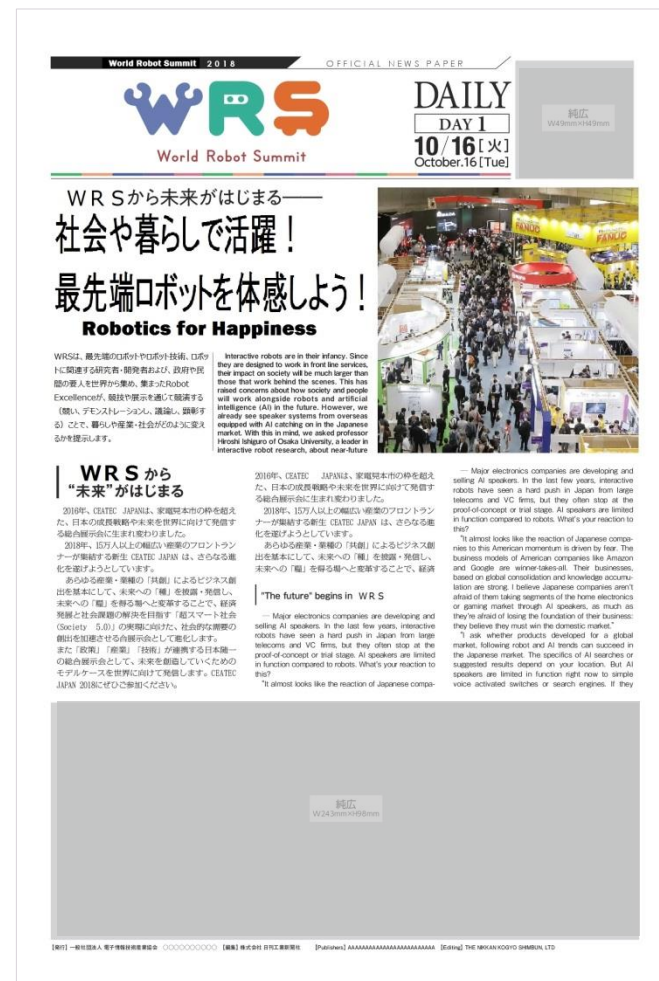 World Robot Summit 2018
OFFICIAL NEWS PAPER
WRS
World Robot Summit
DAILY
DAY 1
10/16[火]
October.16[Tue]
純広
W49mm×H49mm
WRSから未来がはじまる――
社会や暮らしで活躍！
最先端ロボットを体感しよう！
Robotics for Happiness
FANUC
WRSは、最先端のロボットやロボット技術、ロボッ
トに関連する研究者・開発者および、政府や民
間の要人を世界から集め、集まったRobot
Excellenceが、競技や展示を通じて競演する
（競い、デモンストレーションし、議論し、顕彰す
る）ことで、暮らしや産業・社会がどのように変え
るかを提示します。
Interactive robots are in their infancy. Since
they are designed to work in front line services,
their impact on society will be much larger than
those that work behind the scenes. This has
raised concerns about how society and people
will work alongside robots and artificial
intelligence (AI) in the future. However, we
already see speaker systems from overseas
equipped with AI catching on in the Japanese
market. With this in mind, we asked professor
Hiroshi Ishiguro of Osaka University, a leader in
interactive robot research, about near-future
WRSから
“未来”がはじまる
2016年、CEATEC JAPANは、家電見本市の枠を超え
た、日本の成長戦略や未来を世界に向けて発信す
る総合展示会に生まれ変わりました。
2018年、15万人以上の幅広い産業のフロントラン
ナーが集結する新生 CEATEC JAPAN は、さらなる進
化を遂げようとしています。
あらゆる産業・業種の「共創」によるビジネス創
出を基本にして、未来への「種」を披露・発信し、
未来への「糧」を得る場へと変革することで、経済
発展と社会課題の解決を目指す「超スマート社会
(Society 5.0)」の実現に向けた、社会的な需要の
創出を加速させる合展示会として進化します。
また「政策」「産業」「技術」が連携する日本随一
の総合展示会として、未来を創造していくための
モデルケースを世界に向けて発信します。CEATEC
JAPAN 2018にぜひご参加ください。
2016年、CEATEC JAPANは、家電見本市の枠を超え
た、日本の成長戦略や未来を世界に向けて発信す
る総合展示会に生まれ変わりました。
2018年、15万人以上の幅広い産業のフロントラン
ナーが集結する新生 CEATEC JAPAN は、さらなる進
化を遂げようとしています。
あらゆる産業・業種の「共創」によるビジネス創
出を基本にして、未来への「種」を披露・発信し、
未来への「糧」を得る場へと変革することで、経済
"The future" begins in WRS
― Major electronics companies are developing and
selling AI speakers. In the last few years, interactive
robots have seen a hard push in Japan from large
telecoms and VC firms, but they often stop at the
proof-of-concept or trial stage. AI speakers are limited
in function compared to robots. What's your reaction to
this?
"It almost looks like the reaction of Japanese compa-
― Major electronics companies are developing and
selling AI speakers. In the last few years, interactive
robots have seen a hard push in Japan from large
telecoms and VC firms, but they often stop at the
proof-of-concept or trial stage. AI speakers are limited
in function compared to robots. What's your reaction to
this?
"It almost looks like the reaction of Japanese compa-
nies to this American momentum is driven by fear. The
business models of American companies like Amazon
and Google are winner-takes-all. Their businesses,
based on global consolidation and knowledge accumu-
lation are strong. I believe Japanese companies aren't
afraid of them taking segments of the home electronics
or gaming market through AI speakers, as much as
they're afraid of losing the foundation of their business:
they believe they must win the domestic market."
"I ask whether products developed for a global
market, following robot and AI trends can succeed in
the Japanese market. The specifics of AI searches or
suggested results depend on your location. But AI
speakers are limited in function right now to simple
voice activated switches or search engines. If they
純広
W243mm×H98mm
【発行】一般社団法人 電子情報技術産業協会 ○○○○○○○○○○ 【編集】株式会社 日刊工業新聞社 【Publishers】AAAAAAAAAAAAAAAAAAAAAAAA 【Editing】THE NIKKAN KOGYO SHIMBUN, LTD